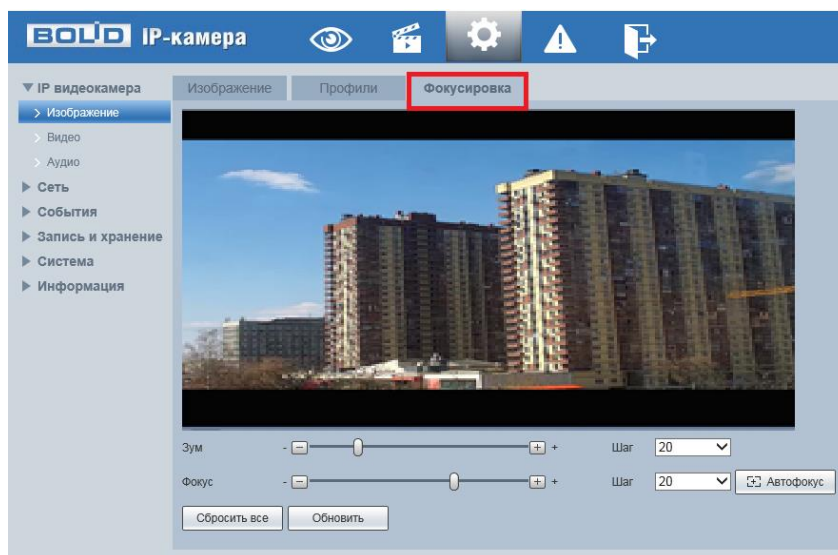 BOLID IP-камера
IP видеокамера
Изображение
Видео
Аудио
Сеть
События
Запись и хранение
Система
Информация
Изображение Профили Фокусировка
Зум - + Шаг 20
Фокус - + Шаг 20 Автофокус
Сбросить все Обновить